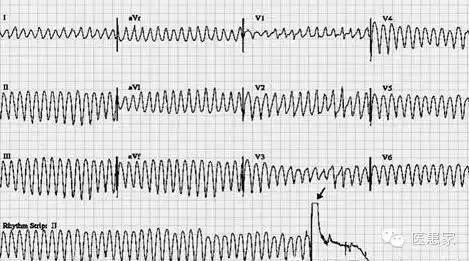 I aVr V1 V4
II aVl V2 V5
III aVf V3 V6
Rhythm Strip: II
医患家